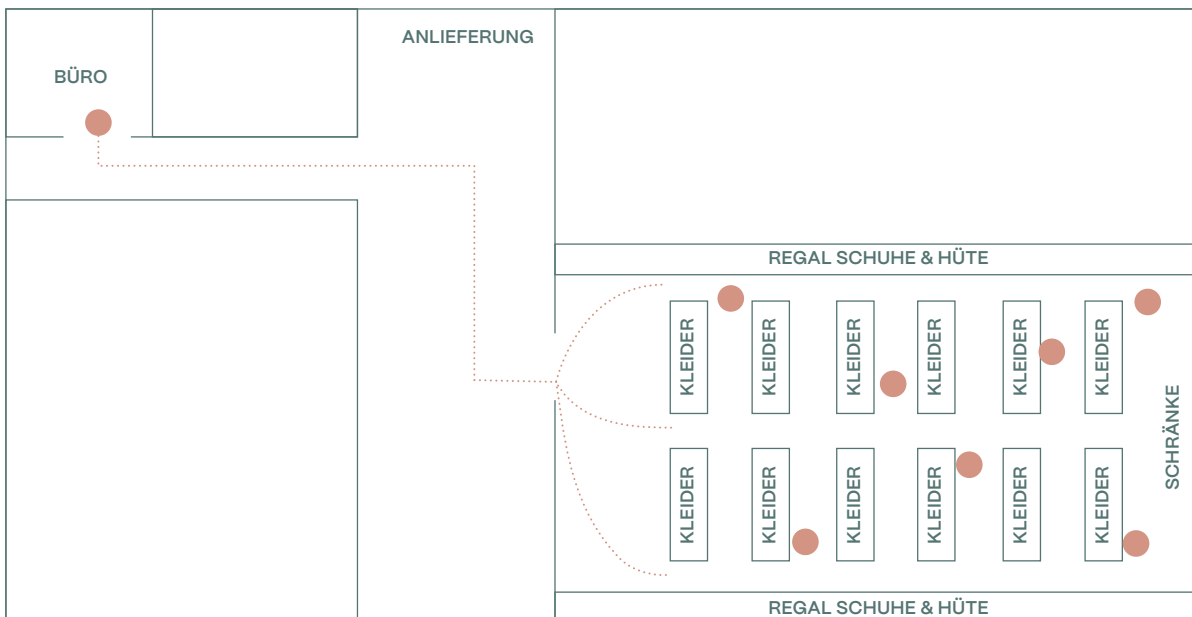 ANLIEFERUNG
BÜRO
REGAL SCHUHE & HÜTE
KLEIDER
KLEIDER
KLEIDER
KLEIDER
KLEIDER
KLEIDER
SCHRÄNKE
KLEIDER
KLEIDER
KLEIDER
KLEIDER
KLEIDER
KLEIDER
REGAL SCHUHE & HÜTE